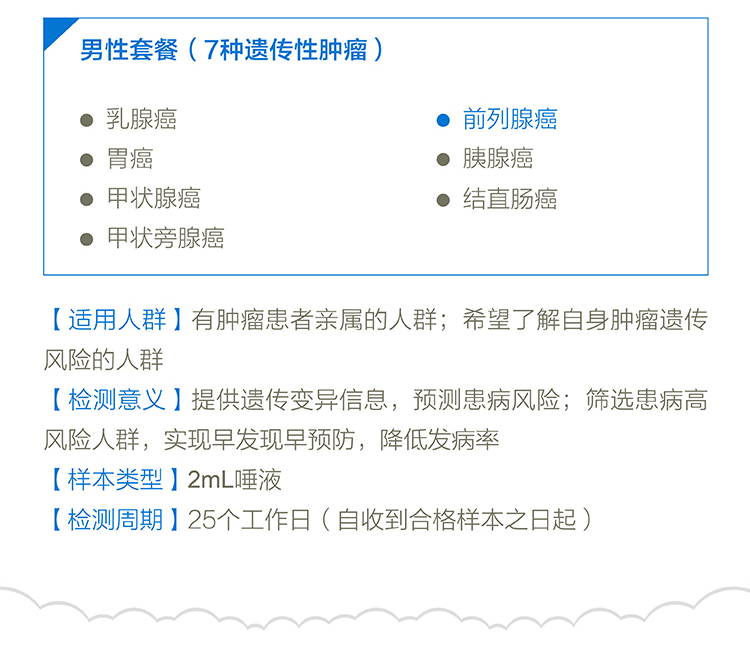 男性套餐（7种遗传性肿瘤）
乳腺癌
前列腺癌
胃癌
胰腺癌
甲状腺癌
结直肠癌
甲状旁腺癌
【适用人群】有肿瘤患者亲属的人群；希望了解自身肿瘤遗传
风险的人群
【检测意义】提供遗传变异信息，预测患病风险；筛选患病高
风险人群，实现早发现早预防，降低发病率
【样本类型】2mL唾液
【检测周期】25个工作日（自收到合格样本之日起）